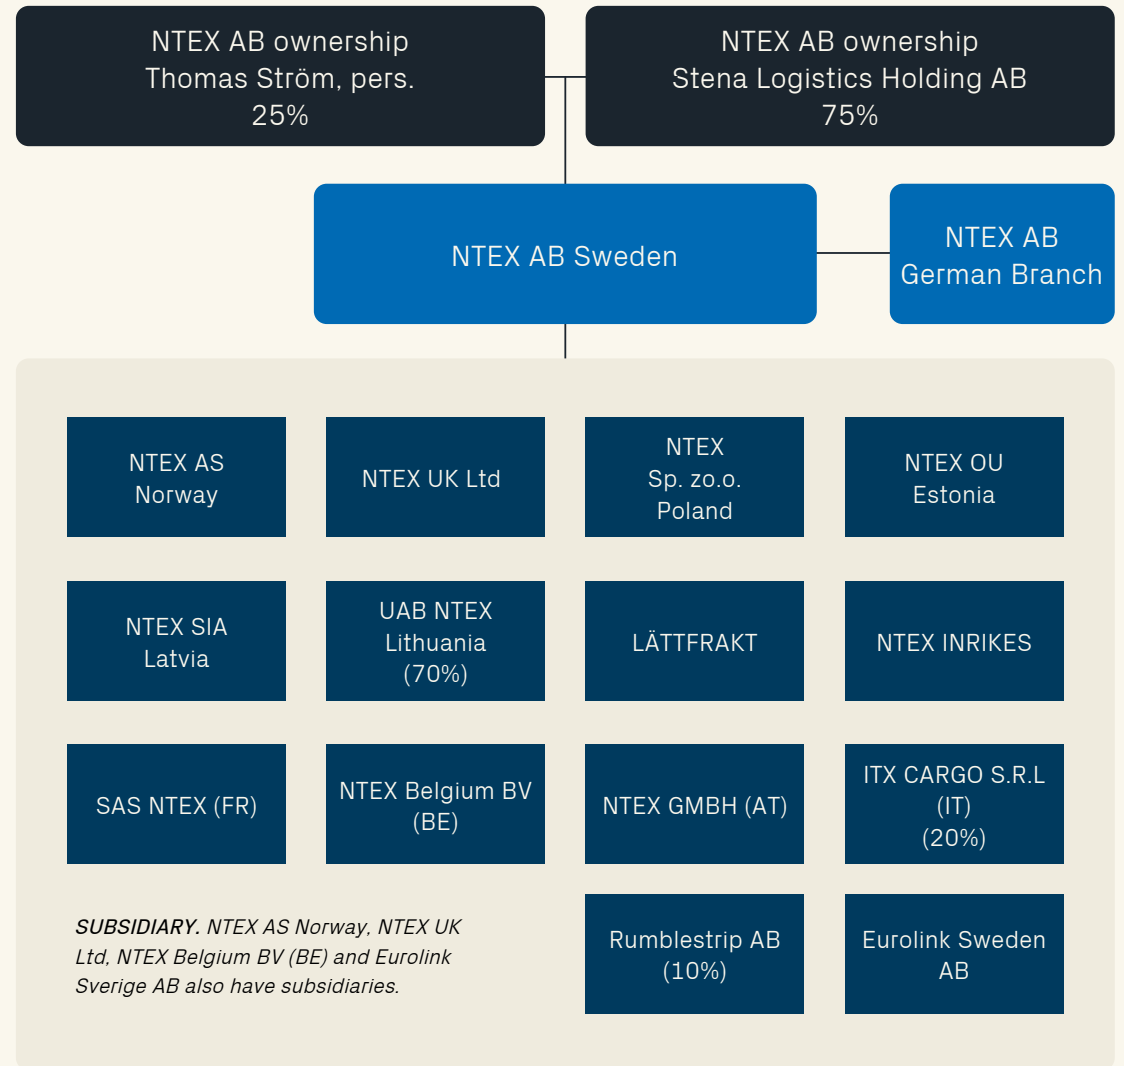 NTEX AB ownership
Thomas Ström, pers.
25%
NTEX AB ownership
Stena Logistics Holding AB
75%
NTEX AB Sweden
NTEX AB
German Branch
NTEX AS
Norway
NTEX UK Ltd
NTEX
Sp. zo.o.
Poland
NTEX OU
Estonia
NTEX SIA
Latvia
UAB NTEX
Lithuania
(70%)
LÄTTFRAKT
NTEX INRIKES
SAS NTEX (FR)
NTEX Belgium BV
(BE)
NTEX GMBH (AT)
ITX CARGO S.R.L
(IT)
(20%)
SUBSIDIARY. NTEX AS Norway, NTEX UK
Ltd, NTEX Belgium BV (BE) and Eurolink
Sverige AB also have subsidiaries.
Rumblestrip AB
(10%)
Eurolink Sweden
AB